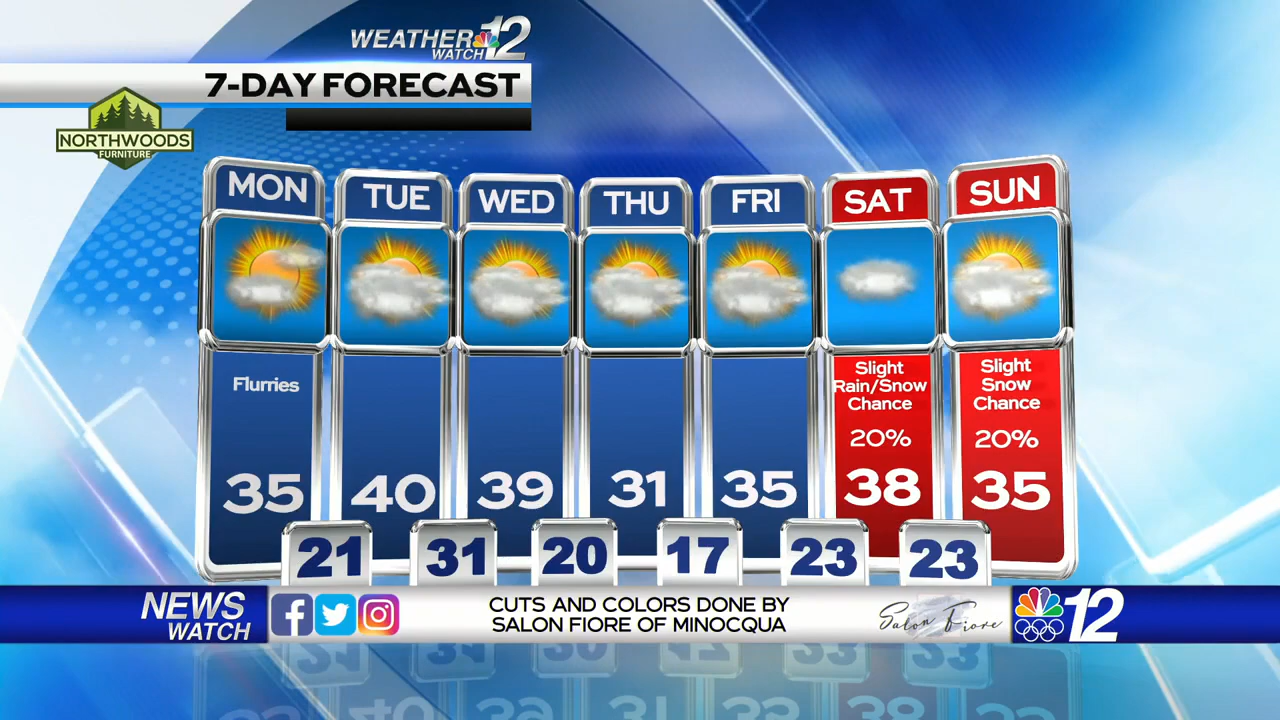 WEATHER 12
WATCH
7-DAY FORECAST
NORTHWOODS
FURNITURE
MON TUE WED THU FRI SAT SUN
Flurries
Slight
Rain/Snow
Chance
20%
Slight
Snow
Chance
20%
35 40 39 31 35 38 35
21 31 20 17 23 23
NEWS
WATCH
CUTS AND COLORS DONE BY
SALON FIORE OF MINOCQUA
Salon Fiore
12